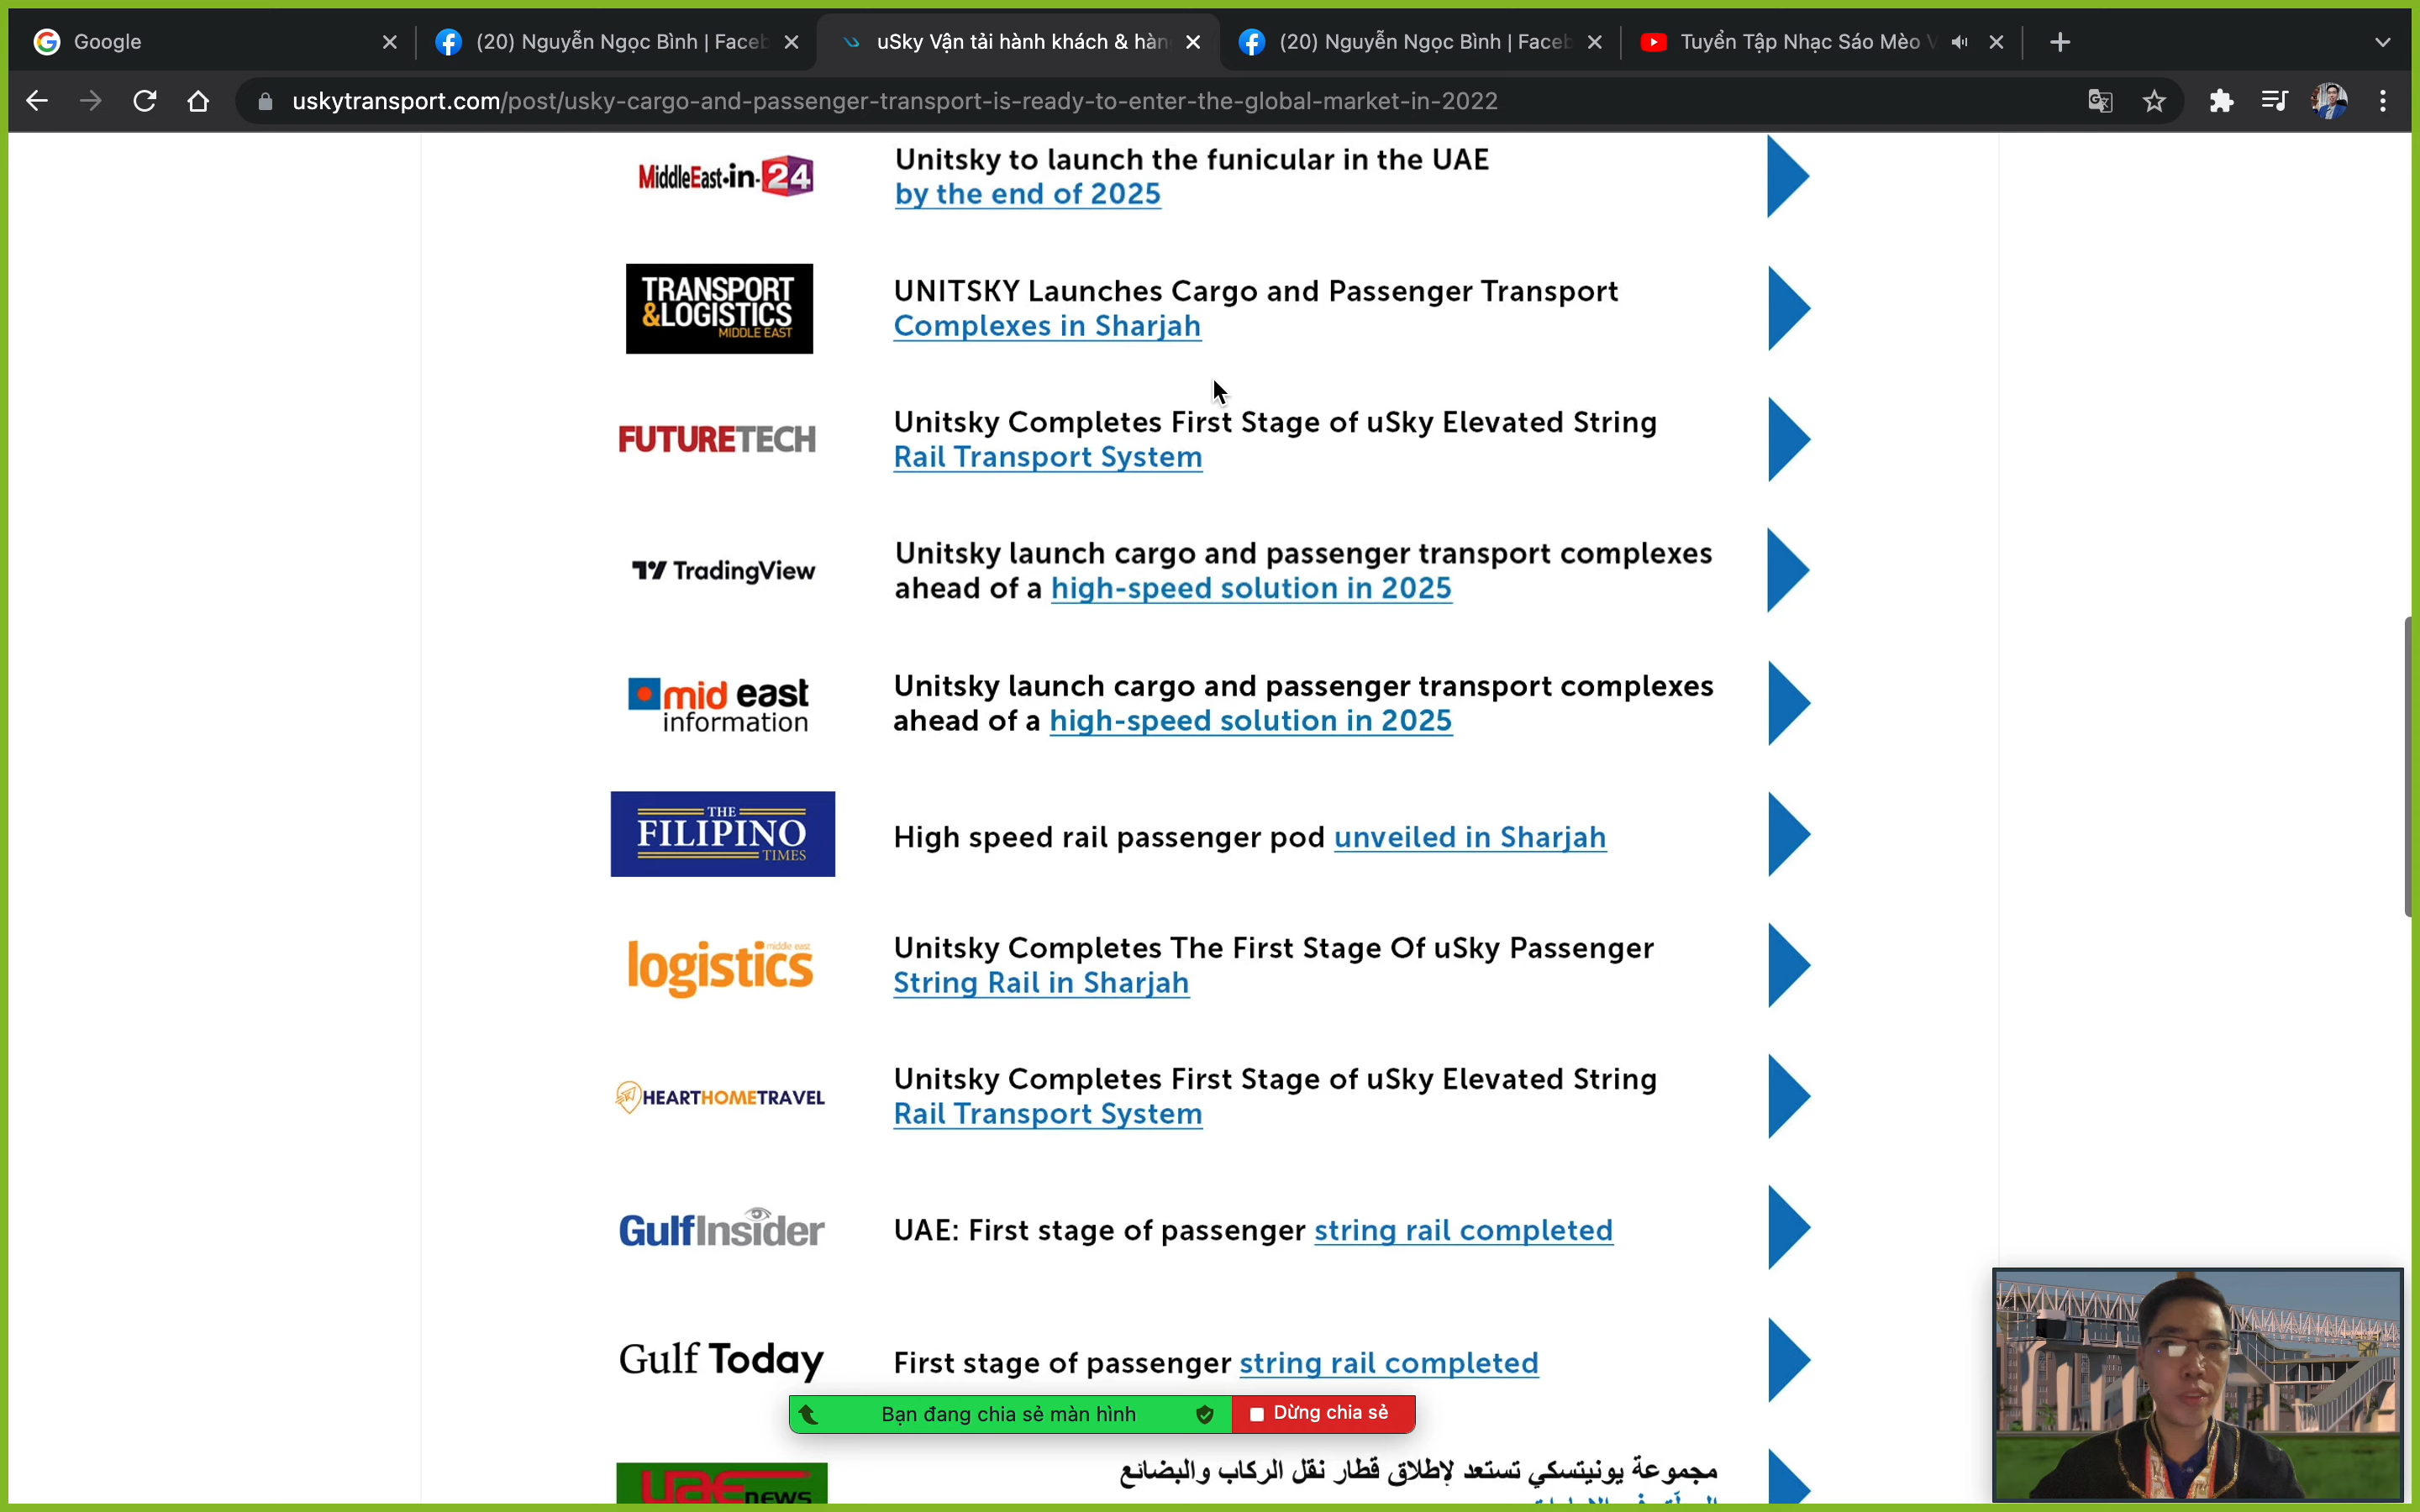 Google
(20) Nguyễn Ngọc Bình | Faceb
uSky Vận tải hành khách & hàn
(20) Nguyễn Ngọc Bình | Faceb
Tuyển Tập Nhạc Sáo Mèo V
uskytransport.com/post/usky-cargo-and-passenger-transport-is-ready-to-enter-the-global-market-in-2022
MiddleEast-in-24
Unitsky to launch the funicular in the UAE
by the end of 2025
TRANSPORT
&LOGISTICS
MIDDLE EAST
UNITSKY Launches Cargo and Passenger Transport
Complexes in Sharjah
FUTURETECH
Unitsky Completes First Stage of uSky Elevated String
Rail Transport System
TradingView
Unitsky launch cargo and passenger transport complexes
ahead of a high-speed solution in 2025
mid east
information
Unitsky launch cargo and passenger transport complexes
ahead of a high-speed solution in 2025
THE
FILIPINO
TIMES
High speed rail passenger pod unveiled in Sharjah
middle east
logistics
Unitsky Completes The First Stage Of uSky Passenger
String Rail in Sharjah
HEARTHOMETRAVEL
Unitsky Completes First Stage of uSky Elevated String
Rail Transport System
GulfInsider
UAE: First stage of passenger string rail completed
Gulf Today
First stage of passenger string rail completed
Bạn đang chia sẻ màn hình
Dừng chia sẻ
uae news
مجموعة يونيتسكي تستعد لإطلاق قطار نقل الركاب والبضائع